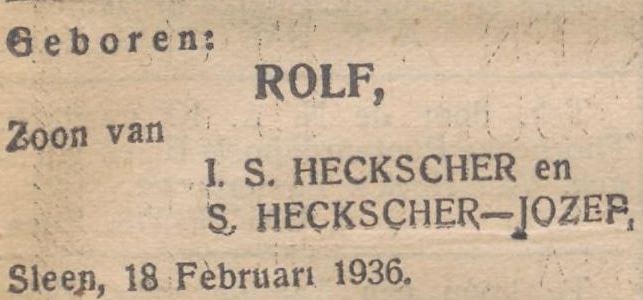 Geboren:
ROLF,
Zoon van
I. S. HECKSCHER en
S. HECKSCHER—JOZEF,
Sleen, 18 Februari 1936.